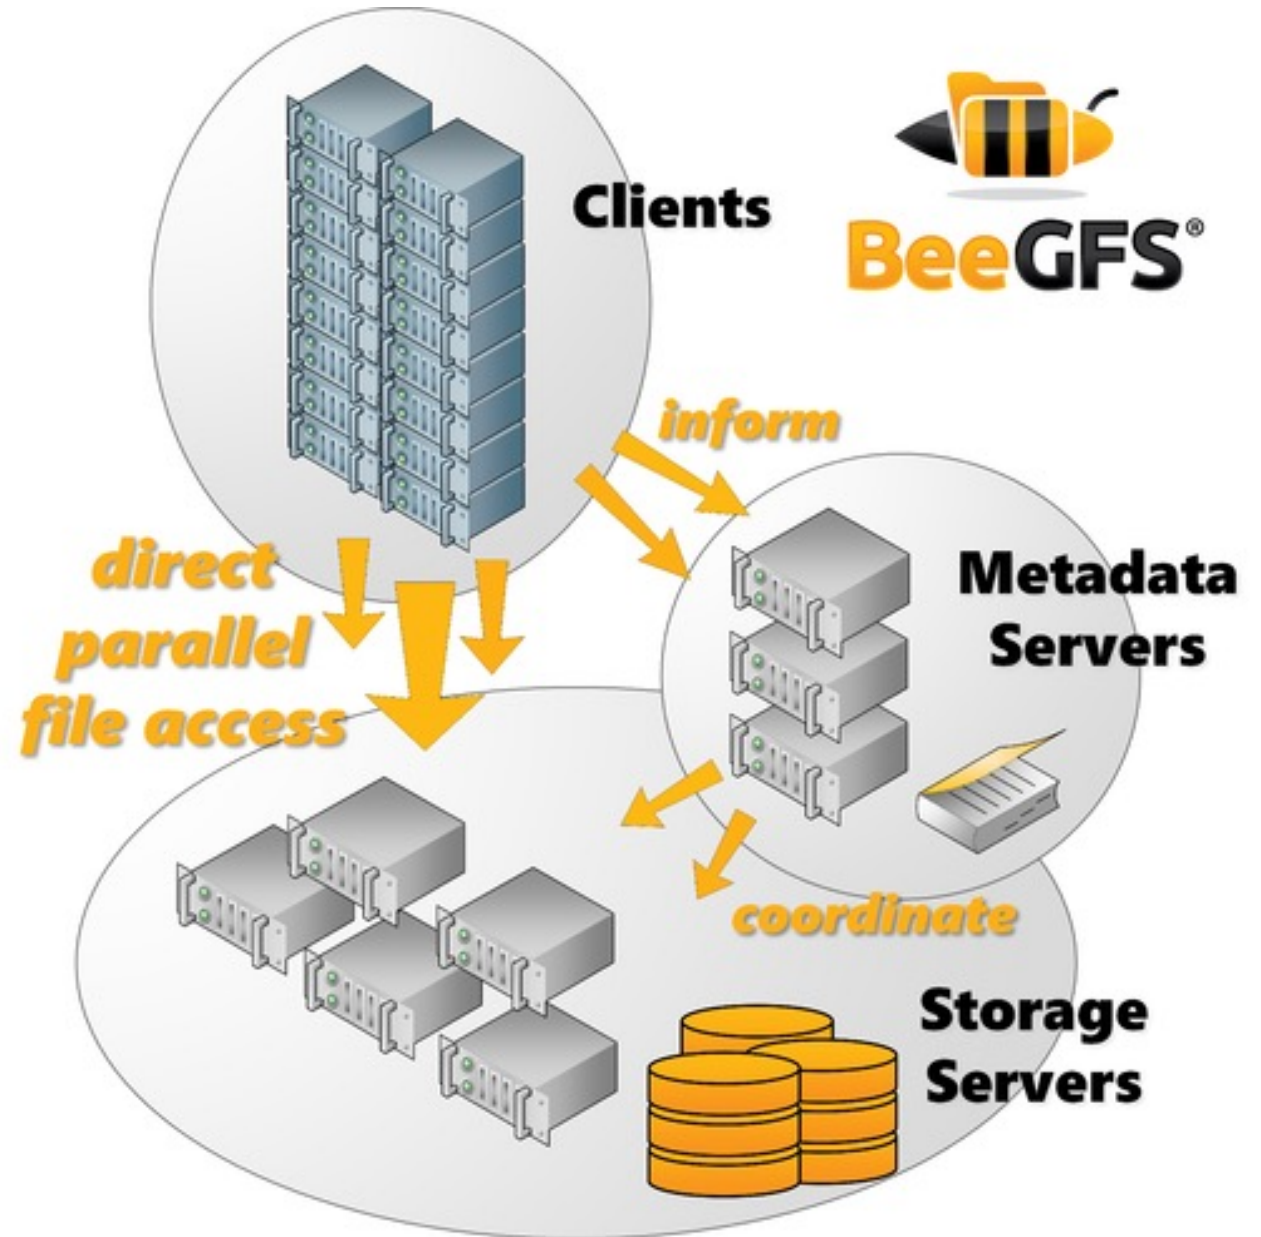 Clients
BeeGFS®
inform
direct
parallel
file access
Metadata
Servers
coordinate
Storage
Servers